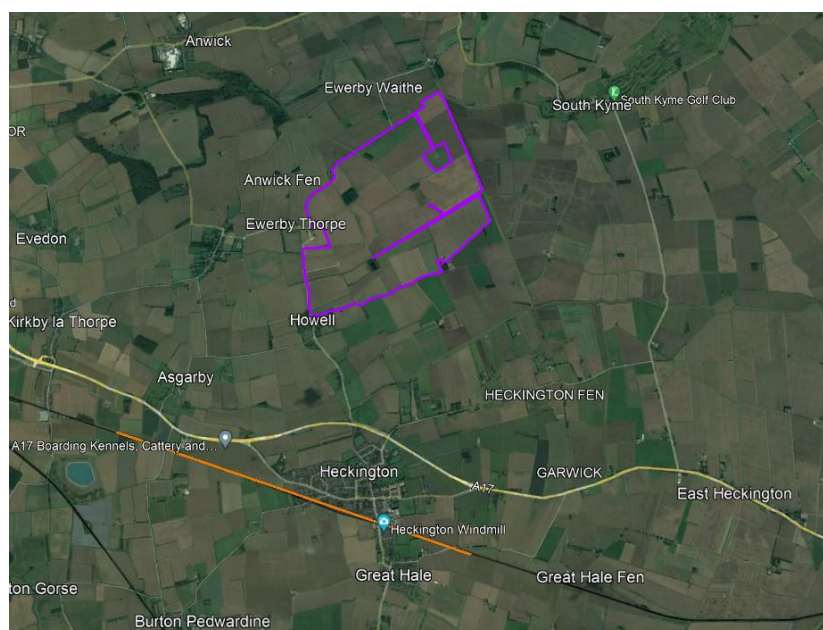 Anwick
Ewerby Waithe
South Kyme Golf Club
South Kyme
OR
Anwick Fen
Ewerby Thorpe
Evedon
d
Kirkby la Thorpe
Howell
Asgarby
HECKINGTON FEN
A17 Boarding Kennels, Cattery and...
Heckington
GARWICK
A17
East Heckington
Heckington Windmill
Great Hale
Great Hale Fen
ton Gorse
Burton Pedwardine